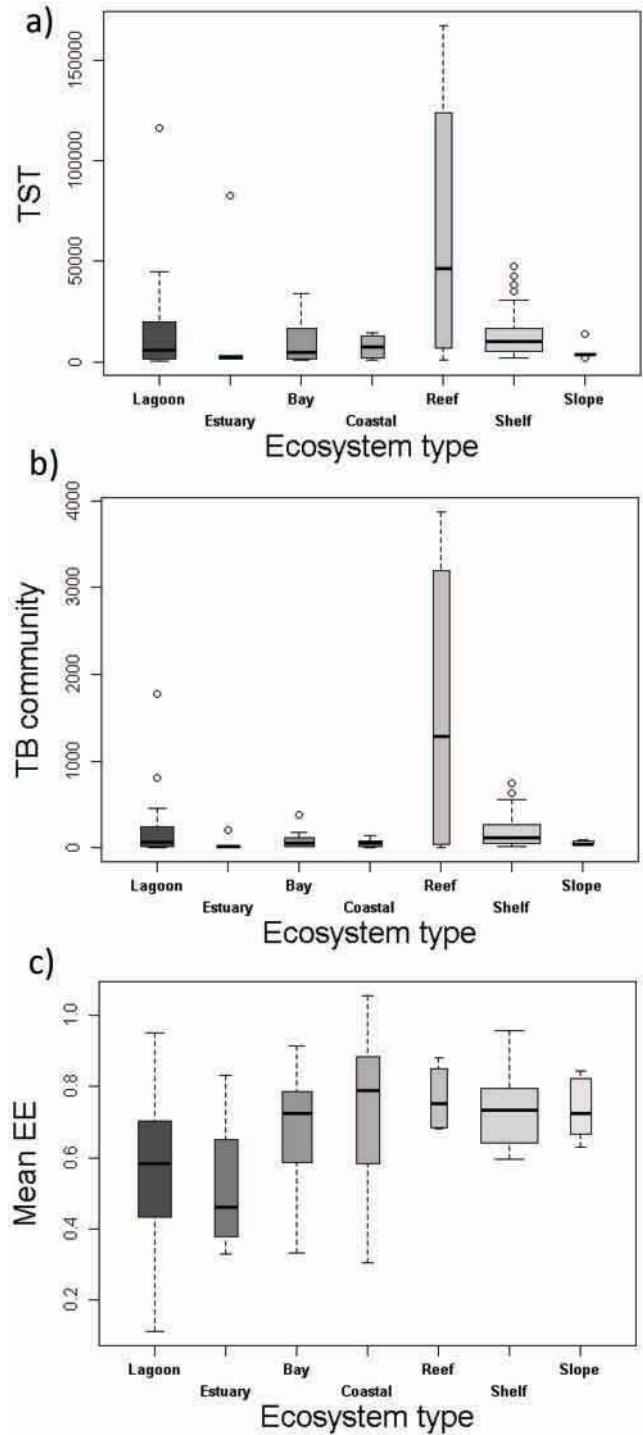 a)
150000
100000
50000
0
TST
Lagoon Bay Reef Slope
Estuary Coastal Shelf
Ecosystem type
b)
4000
3000
2000
1000
0
TB community
Lagoon Bay Reef Slope
Estuary Coastal Shelf
Ecosystem type
c)
1.0
0.8
0.6
0.4
0.2
Mean EE
Lagoon Bay Reef Slope
Estuary Coastal Shelf
Ecosystem type